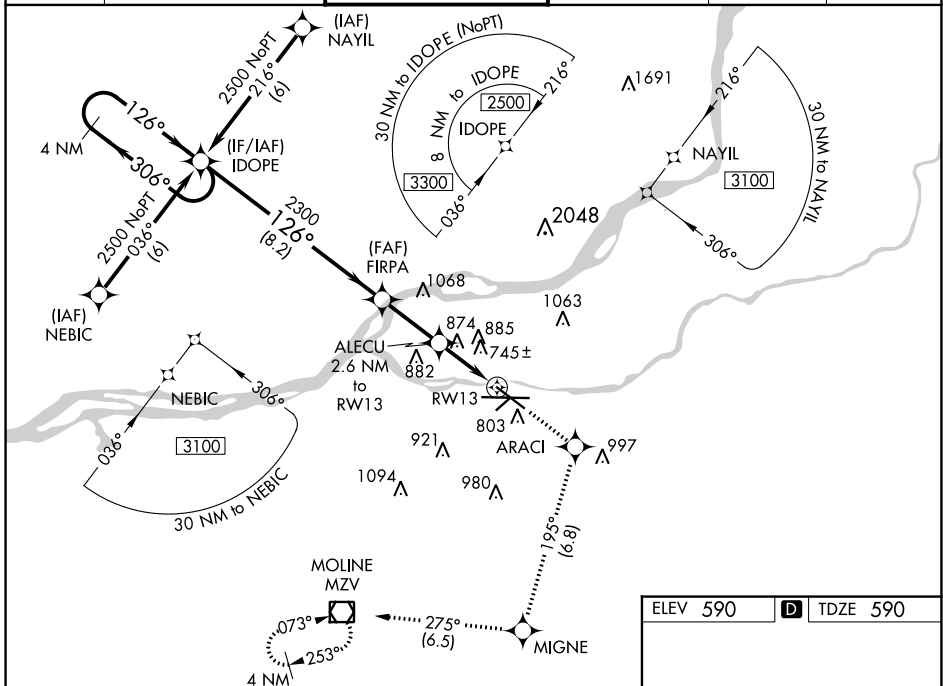 (IAF)
NAYIL
2500 NoPT
216°
(6)
126°
4 NM
306°
(IF/IAF)
IDOPE
2500 NoPT
036°
(6)
(IAF)
NEBIC
2300
126°
(8.2)
(FAF)
FIRPA
30 NM to IDOPE (NoPT)
8 NM to IDOPE
2500
216°
IDOPE
3300
036°
1691
216°
NAYIL
3100
30 NM to NAYIL
306°
2048
1068
1063
874
885
745±
ALECU
2.6 NM
to
RW13
882
RW13
803
ARACI
997
921
1094
980
NEBIC
306°
036°
3100
30 NM to NEBIC
195°
(6.8)
MOLINE
MZV
073°
253°
4 NM
275°
(6.5)
MIGNE
ELEV 590 D TDZE 590